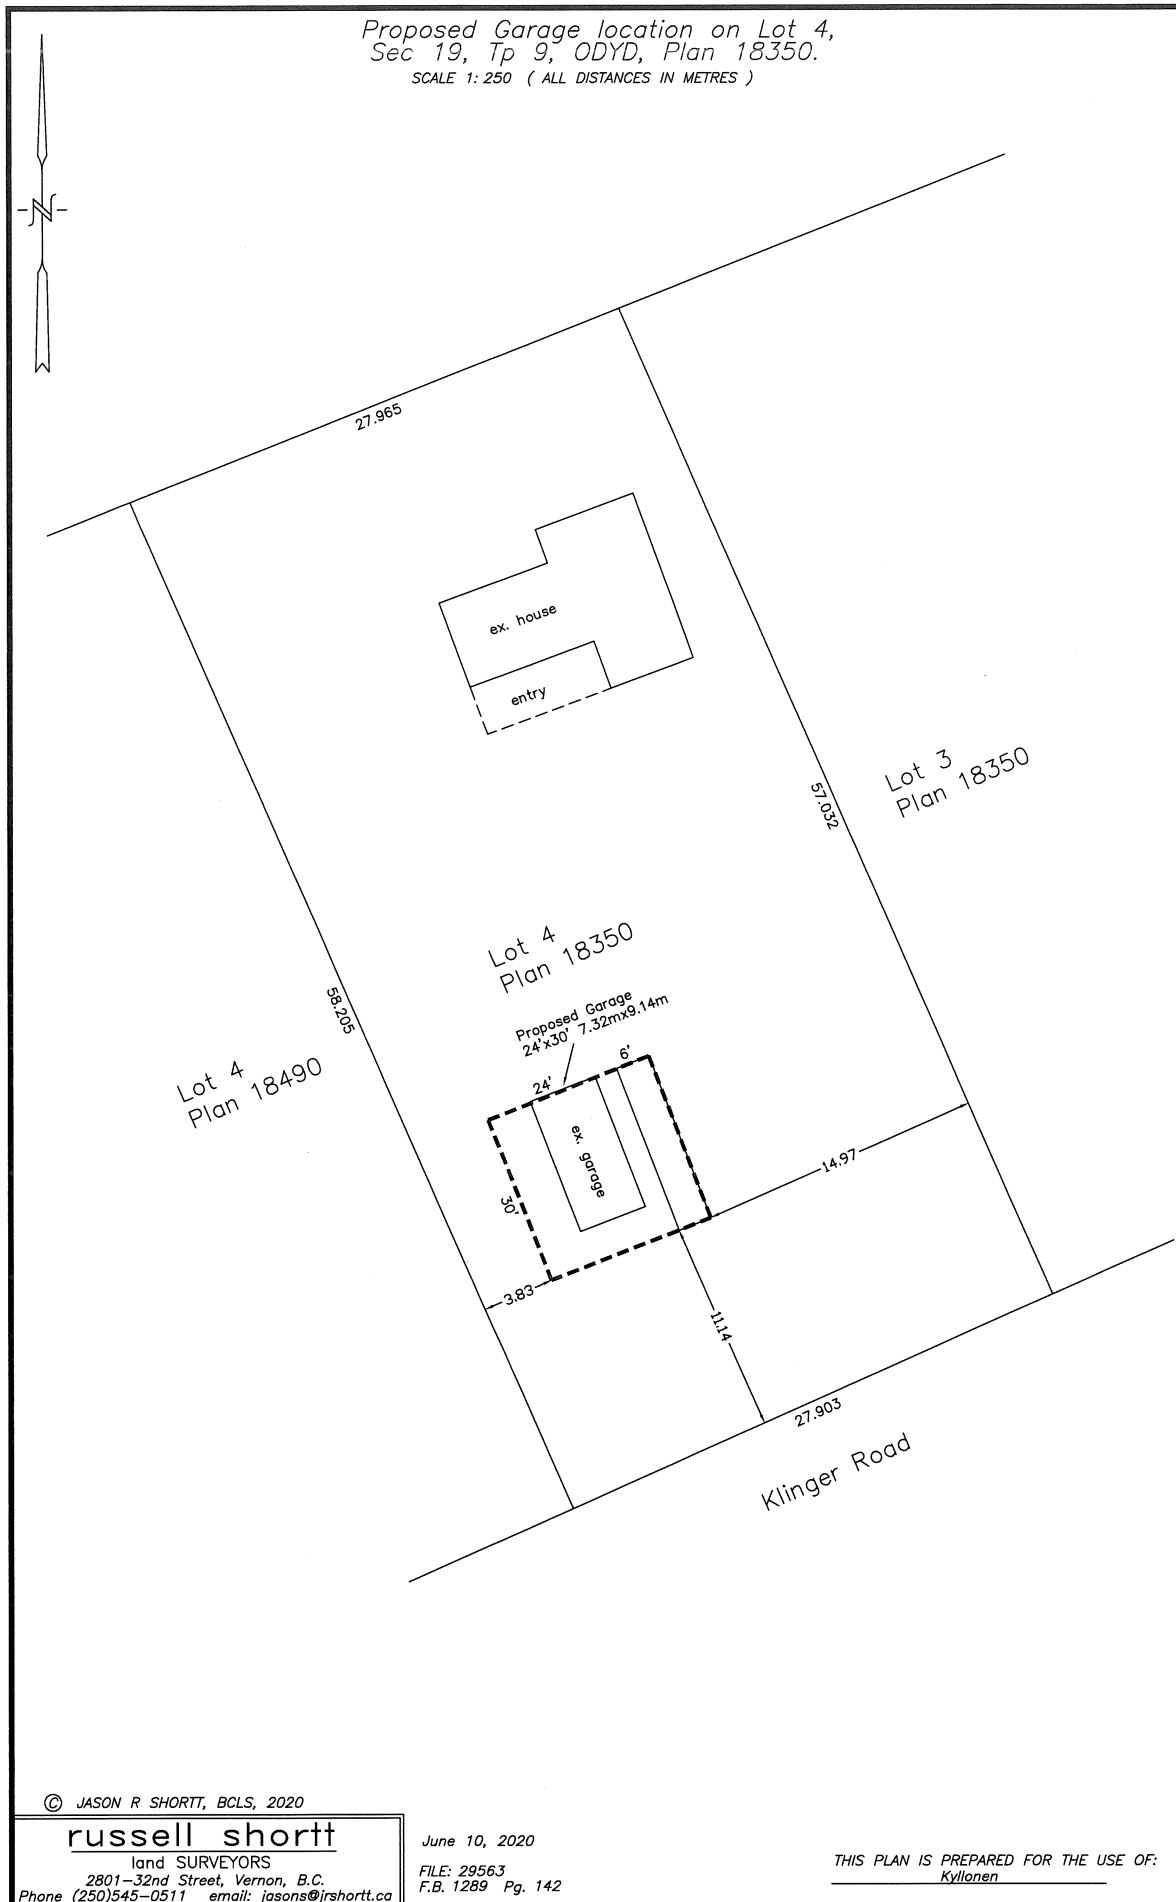 Proposed Garage location on Lot 4,
Sec 19, Tp 9, ODYD, Plan 18350.
SCALE 1: 250 ( ALL DISTANCES IN METRES )
N
27.965
ex. house
entry
Lot 3
Plan 18350
57.032
Lot 4
Plan 18350
58.205
Proposed Garage
24'x30' 7.32mx9.14m
6'
24'
Lot 4
Plan 18490
ex. garage
30'
14.97
3.83
11.14
27.903
Klinger Road
© JASON R SHORTT, BCLS, 2020
russell shortt
land SURVEYORS
2801-32nd Street, Vernon, B.C.
Phone (250)545-0511 email: jasons@jrshortt.ca
June 10, 2020
FILE: 29563
F.B. 1289 Pg. 142
THIS PLAN IS PREPARED FOR THE USE OF:
Kyllonen